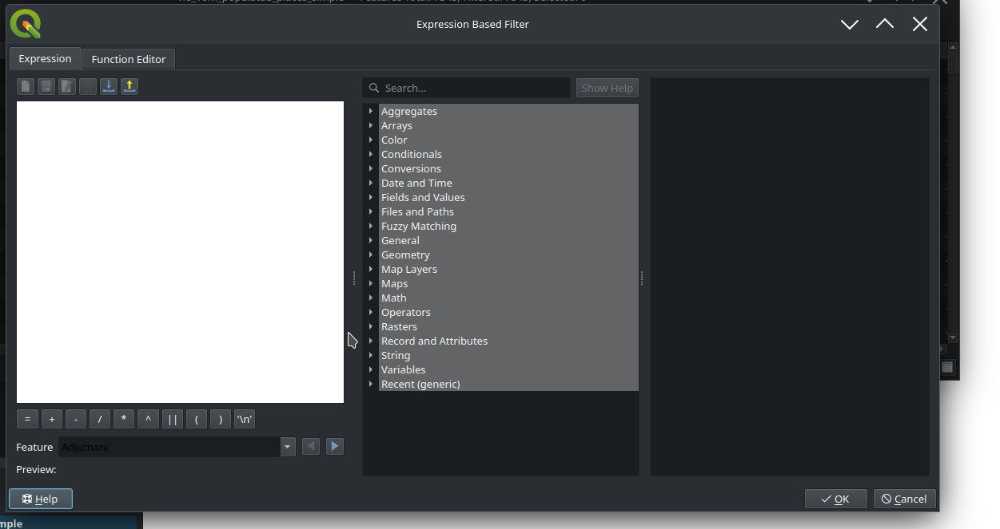 Expression Based Filter
Expression
Function Editor
Search...
Show Help
Aggregates
Arrays
Color
Conditionals
Conversions
Date and Time
Fields and Values
Files and Paths
Fuzzy Matching
General
Geometry
Map Layers
Maps
Math
Operators
Rasters
Record and Attributes
String
Variables
Recent (generic)
= + - / * ^ || ( ) '\n'
Feature Adjumani
Preview:
Help
OK
Cancel
mple